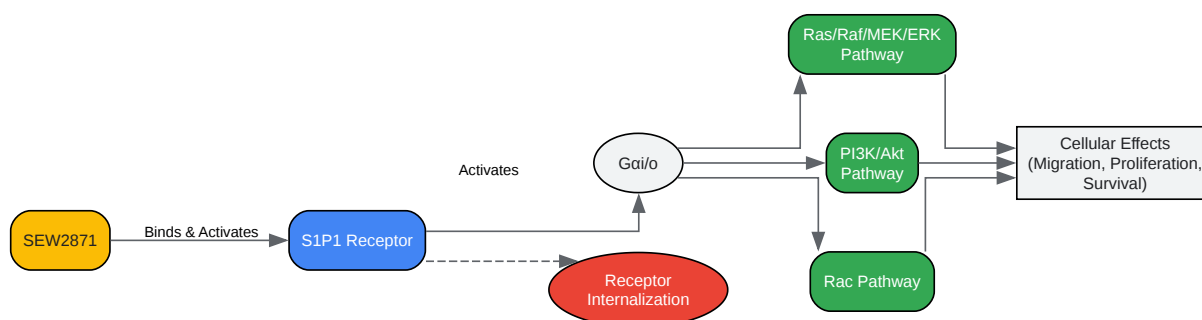 SEW2871
Binds & Activates
S1P1 Receptor
Activates
Gαi/o
Receptor
Internalization
Ras/Raf/MEK/ERK
Pathway
PI3K/Akt
Pathway
Rac Pathway
Cellular Effects
(Migration, Proliferation,
Survival)